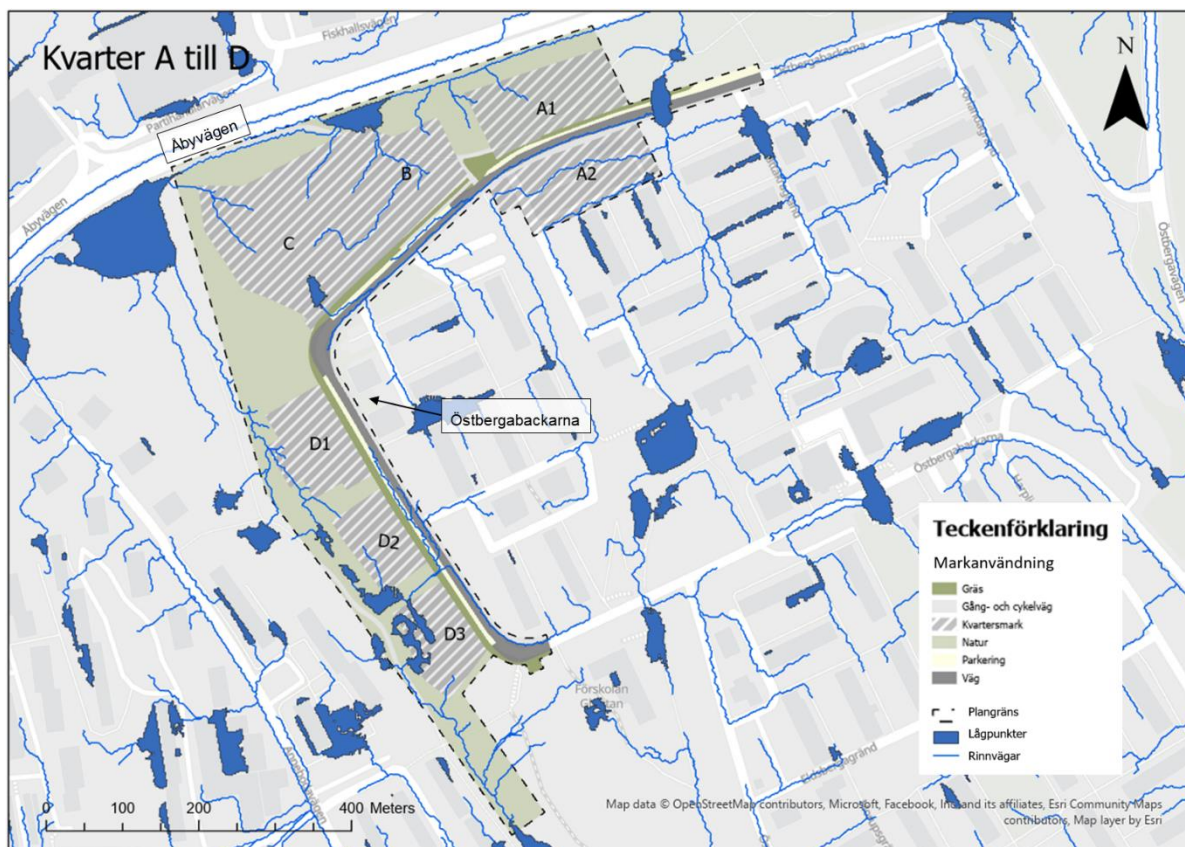 Kvarter A till D
Fiskhallsvägen
Partihandlarvägen
Åbyvägen
Åbyvägen
Östbergabackarna
N
A1
A2
B
C
Östbergavägen
Östbergabackarna
D1
D2
D3
Östbergabackarna
Förskolan
Teckenförklaring
Markanvändning
Gräs
Gång- och cykelväg
Kvartersmark
Natur
Parkering
Väg
Plangräns
Lågpunkter
Rinnvägar
0 100 200 400 Meters
Map data © OpenStreetMap contributors, Microsoft, Facebook, Inc. and its affiliates, Esri Community Maps
contributors, Map layer by Esri